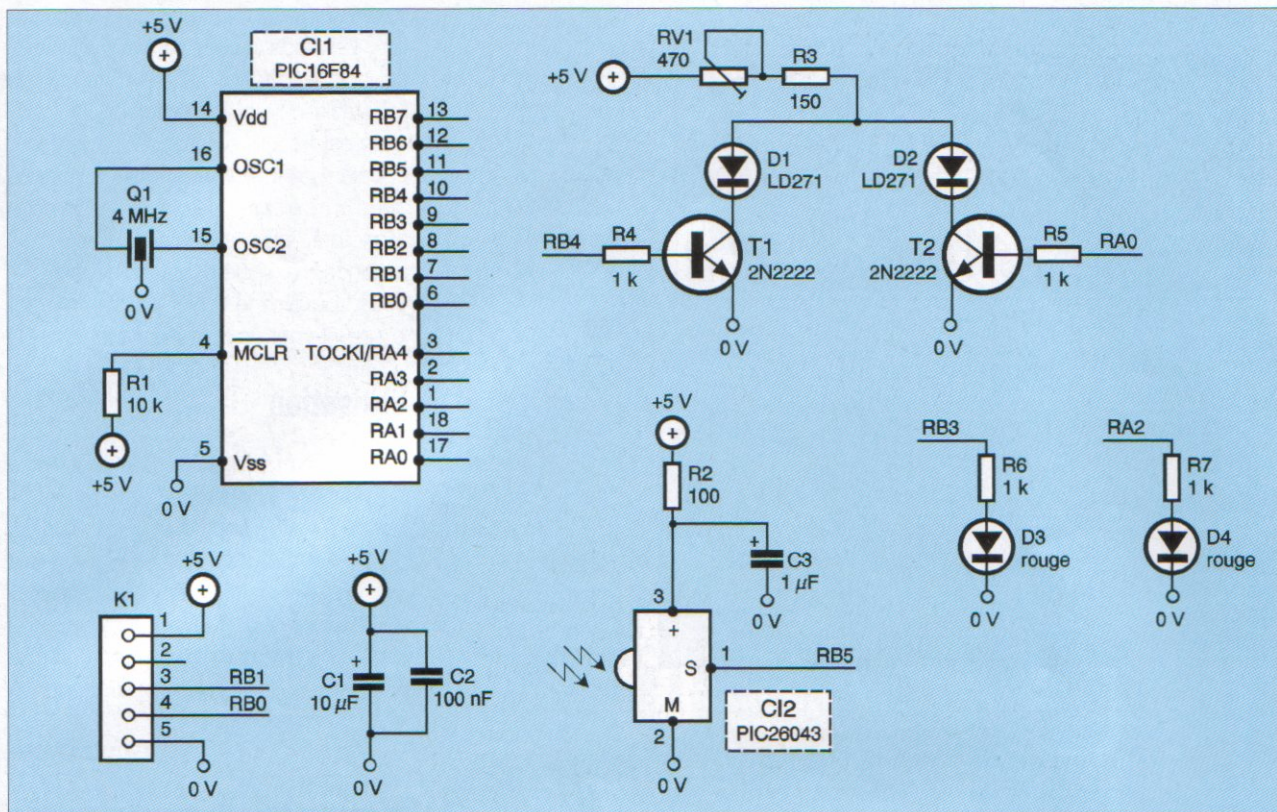 +5 V
CI1
PIC16F84
14
Vdd
RB7
13
RB6
12
16
OSC1
RB5
11
RB4
10
Q1
4 MHz
RB3
9
15
OSC2
RB2
8
RB1
7
0 V
RB0
6
4
MCLR
TOCKI/RA4
3
RA3
2
R1
10 k
RA2
1
RA1
18
+5 V
5
Vss
RA0
17
0 V
RV1
470
+5 V
R3
150
D1
LD271
D2
LD271
RB4
R4
1 k
T1
2N2222
T2
2N2222
R5
1 k
RA0
0 V
0 V
+5 V
K1
1
2
3
RB1
4
RB0
5
0 V
+5 V
+
C1
10 µF
C2
100 nF
0 V
+5 V
R2
100
+
C3
1 µF
0 V
3
+
S
1
RB5
M
2
0 V
CI2
PIC26043
RB3
R6
1 k
D3
rouge
0 V
RA2
R7
1 k
D4
rouge
0 V